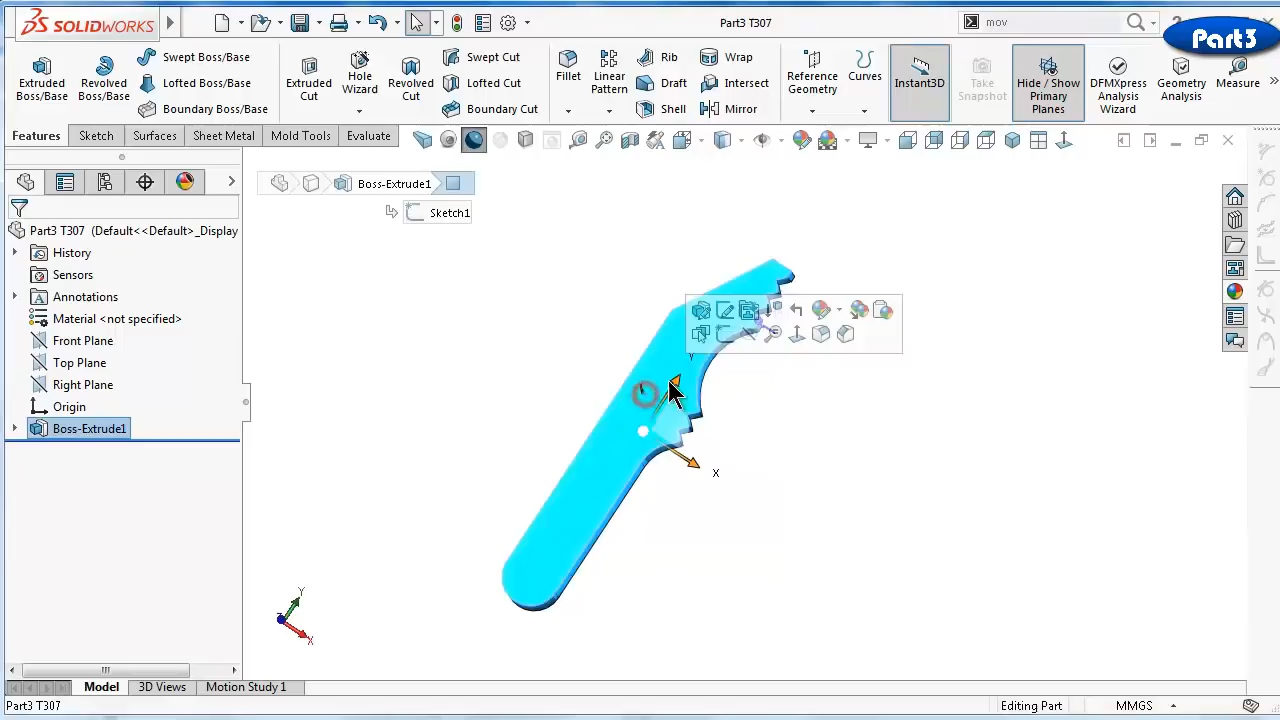 SOLIDWORKS
Part3 T307
mov
?
Part3
Extruded Boss/Base
Revolved Boss/Base
Swept Boss/Base
Lofted Boss/Base
Boundary Boss/Base
Extruded Cut
Hole Wizard
Revolved Cut
Swept Cut
Lofted Cut
Boundary Cut
Fillet
Linear Pattern
Rib
Draft
Shell
Wrap
Intersect
Mirror
Reference Geometry
Curves
Instant3D
Take Snapshot
Hide / Show Primary Planes
DFMXpress Analysis Wizard
Geometry Analysis
Measure
Features
Sketch
Surfaces
Sheet Metal
Mold Tools
Evaluate
Boss-Extrude1
Sketch1
Part3 T307 (Default<<Default>_Display
History
Sensors
Annotations
Material <not specified>
Front Plane
Top Plane
Right Plane
Origin
Boss-Extrude1
Y
X
Y
Z
X
Model
3D Views
Motion Study 1
Part3 T307
Editing Part
MMGS